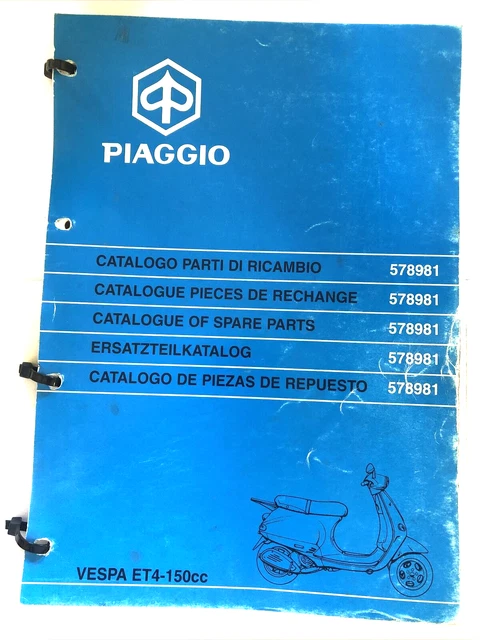 PIAGGIO
CATALOGO PARTI DI RICAMBIO 578981
CATALOGUE PIECES DE RECHANGE 578981
CATALOGUE OF SPARE PARTS 578981
ERSATZTEILKATALOG 578981
CATALOGO DE PIEZAS DE REPUESTO 578981
VESPA ET4-150cc